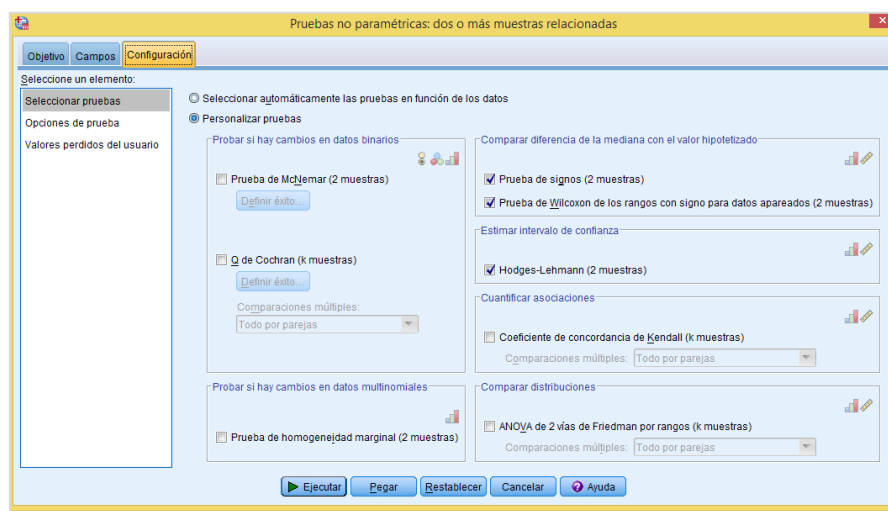 Pruebas no paramétricas: dos o más muestras relacionadas
Objetivo Campos Configuración
Seleccione un elemento:
Seleccionar pruebas
Opciones de prueba
Valores perdidos del usuario
Seleccionar automáticamente las pruebas en función de los datos
Personalizar pruebas
Probar si hay cambios en datos binarios
Prueba de McNemar (2 muestras)
Definir éxito...
Q de Cochran (k muestras)
Definir éxito...
Comparaciones múltiples:
Todo por parejas
Probar si hay cambios en datos multinomiales
Prueba de homogeneidad marginal (2 muestras)
Comparar diferencia de la mediana con el valor hipotetizado
Prueba de signos (2 muestras)
Prueba de Wilcoxon de los rangos con signo para datos apareados (2 muestras)
Estimar intervalo de confianza
Hodges-Lehmann (2 muestras)
Cuantificar asociaciones
Coeficiente de concordancia de Kendall (k muestras)
Comparaciones múltiples: Todo por parejas
Comparar distribuciones
ANOVA de 2 vías de Friedman por rangos (k muestras)
Comparaciones múltiples: Todo por parejas
Ejecutar Pegar Restablecer Cancelar Ayuda